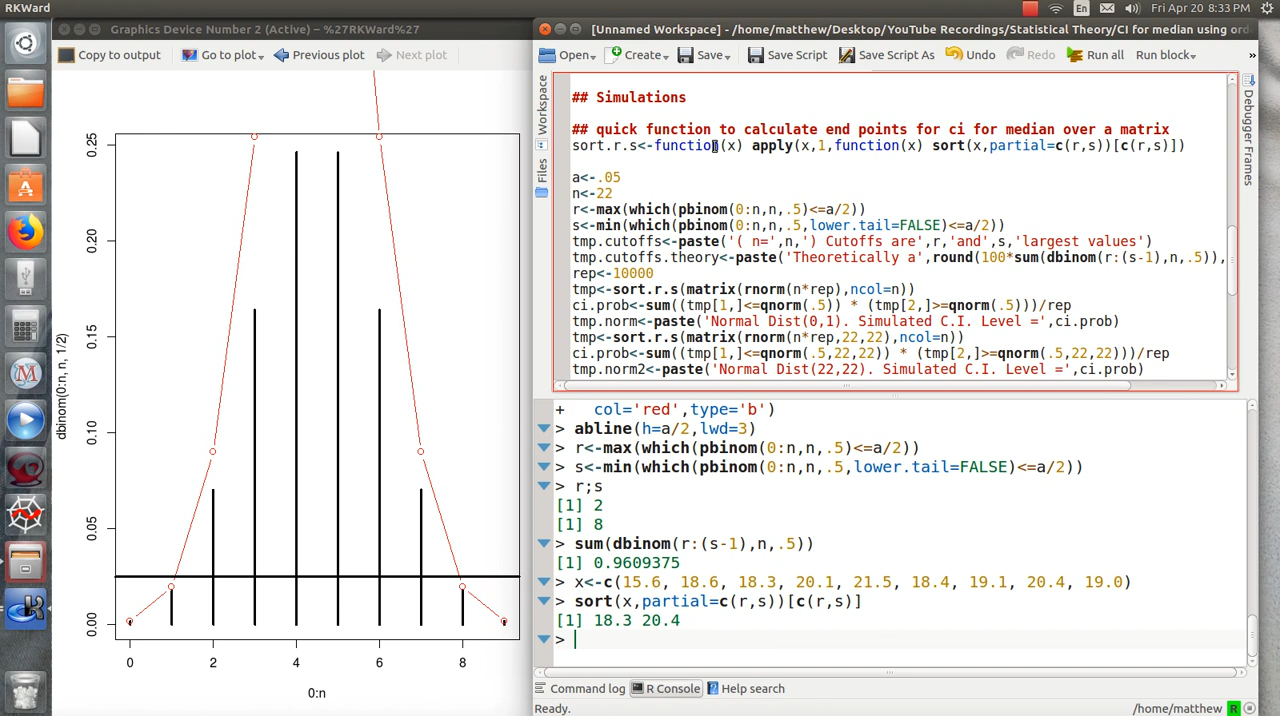 RKWard
En
Fri Apr 20 8:33 PM
Graphics Device Number 2 (Active) – %27RKWard%27
Copy to output
Go to plot
Previous plot
Next plot
0.25
0.20
0.15
0.10
0.05
0.00
dbinom(0:n, n, 1/2)
0 2 4 6 8
0:n
[Unnamed Workspace] - /home/matthew/Desktop/YouTube Recordings/Statistical Theory/CI for median using ord
Open
Create
Save
Save Script
Save Script As
Undo
Redo
Run all
Run block
»
Workspace
Files
Debugger Frames
## Simulations
## quick function to calculate end points for ci for median over a matrix
sort.r.s<-function(x) apply(x,1,function(x) sort(x,partial=c(r,s))[c(r,s)])
a<-.05
n<-22
r<-max(which(pbinom(0:n,n,.5)<=a/2))
s<-min(which(pbinom(0:n,n,.5,lower.tail=FALSE)<=a/2))
tmp.cutoffs<-paste('( n=',n,') Cutoffs are',r,'and',s,'largest values')
tmp.cutoffs.theory<-paste('Theoretically a',round(100*sum(dbinom(r:(s-1),n,.5)),
rep<-10000
tmp<-sort.r.s(matrix(rnorm(n*rep),ncol=n))
ci.prob<-sum((tmp[1,]<=qnorm(.5)) * (tmp[2,]>=qnorm(.5)))/rep
tmp.norm<-paste('Normal Dist(0,1). Simulated C.I. Level =',ci.prob)
tmp<-sort.r.s(matrix(rnorm(n*rep,22,22),ncol=n))
ci.prob<-sum((tmp[1,]<=qnorm(.5,22,22)) * (tmp[2,]>=qnorm(.5,22,22)))/rep
tmp.norm2<-paste('Normal Dist(22,22). Simulated C.I. Level =',ci.prob)
+ col='red',type='b')
> abline(h=a/2,lwd=3)
> r<-max(which(pbinom(0:n,n,.5)<=a/2))
> s<-min(which(pbinom(0:n,n,.5,lower.tail=FALSE)<=a/2))
> r;s
[1] 2
[1] 8
> sum(dbinom(r:(s-1),n,.5))
[1] 0.9609375
> x<-c(15.6, 18.6, 18.3, 20.1, 21.5, 18.4, 19.1, 20.4, 19.0)
> sort(x,partial=c(r,s))[c(r,s)]
[1] 18.3 20.4
>
Command log
R Console
Help search
Ready.
/home/matthew
R